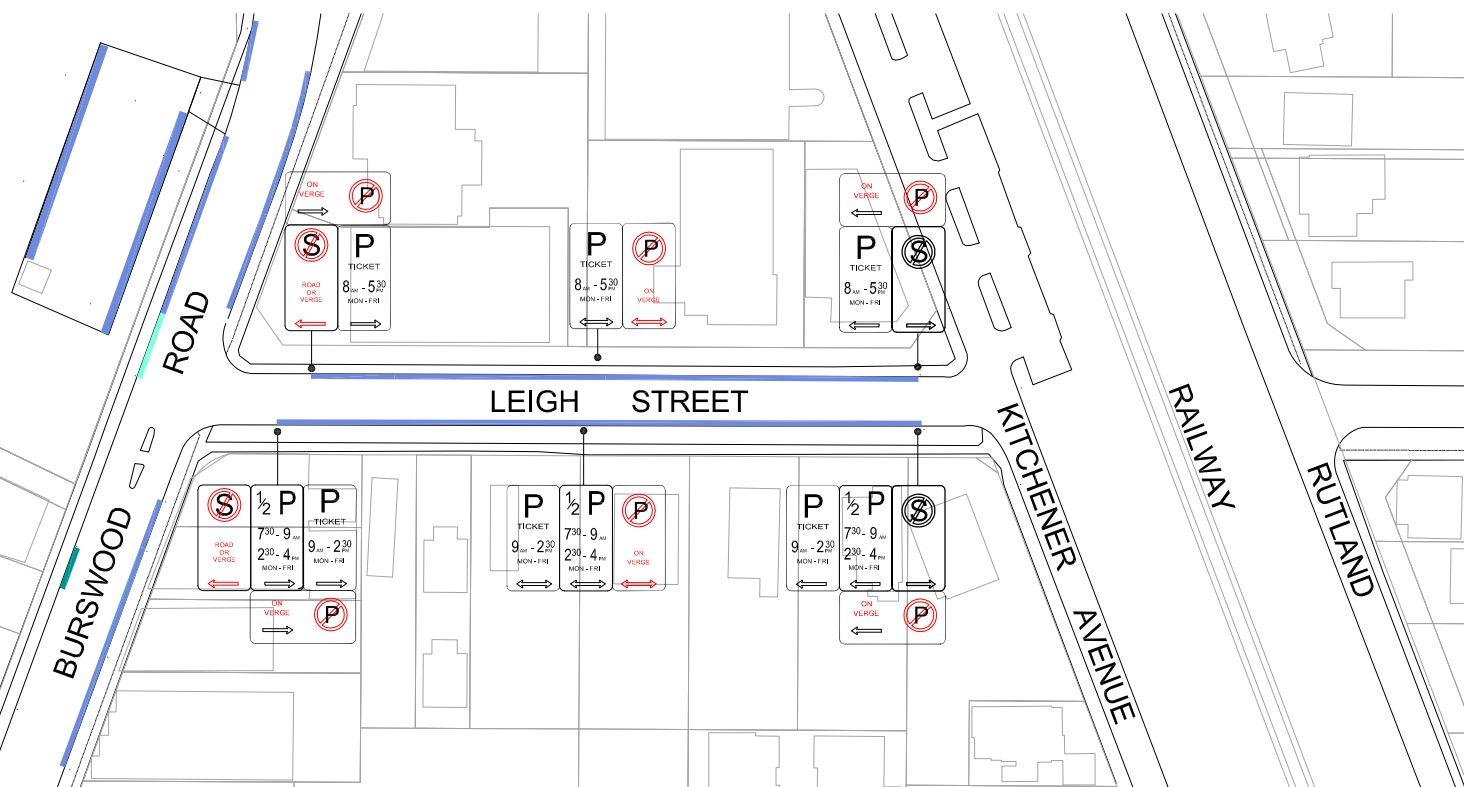 ON
VERGE
P
S
ROAD
OR
VERGE
P
TICKET
8AM - 530PM
MON - FRI
P
TICKET
8AM - 530PM
MON - FRI
P
ON
VERGE
ON
VERGE
P
P
TICKET
8AM - 530PM
MON - FRI
S
LEIGH STREET
S
ROAD
OR
VERGE
1/2 P
730 - 9AM
230 - 4PM
MON - FRI
P
TICKET
9AM - 230PM
MON - FRI
ON
VERGE
P
P
TICKET
9AM - 230PM
MON - FRI
1/2 P
730 - 9AM
230 - 4PM
MON - FRI
P
ON
VERGE
P
TICKET
9AM - 230PM
MON - FRI
1/2 P
730 - 9AM
230 - 4PM
MON - FRI
S
ON
VERGE
P
BURSWOOD ROAD
KITCHENER AVENUE
RAILWAY
RUTLAND